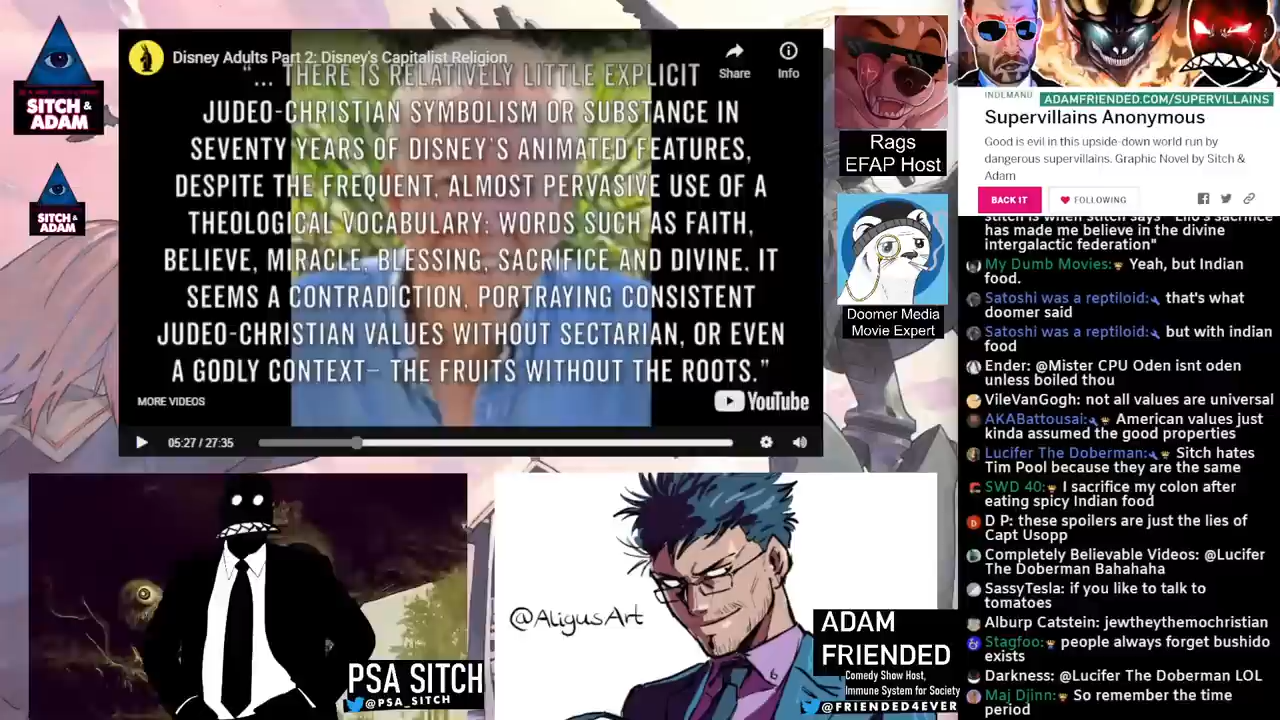 Disney Adults Part 2: Disney's Capitalist Religion
Share
Info
"... THERE IS RELATIVELY LITTLE EXPLICIT
JUDEO-CHRISTIAN SYMBOLISM OR SUBSTANCE IN
SEVENTY YEARS OF DISNEY'S ANIMATED FEATURES,
DESPITE THE FREQUENT, ALMOST PERVASIVE USE OF A
THEOLOGICAL VOCABULARY: WORDS SUCH AS FAITH,
BELIEVE, MIRACLE, BLESSING, SACRIFICE AND DIVINE. IT
SEEMS A CONTRADICTION, PORTRAYING CONSISTENT
JUDEO-CHRISTIAN VALUES WITHOUT SECTARIAN, OR EVEN
A GODLY CONTEXT– THE FRUITS WITHOUT THE ROOTS."
MORE VIDEOS
YouTube
05:27 / 27:35
SITCH &
ADAM
SITCH &
ADAM
Rags
EFAP Host
Doomer Media
Movie Expert
INDEMAND
ADAMFRIENDED.COM/SUPERVILLAINS
Supervillains Anonymous
Good is evil in this upside-down world run by
dangerous supervillains. Graphic Novel by Sitch &
Adam
BACK IT
FOLLOWING
stitch is when stitch says "Lilo's sacrifice
has made me believe in the divine
intergalactic federation"
My Dumb Movies: Yeah, but Indian
food.
Satoshi was a reptiloid: that's what
doomer said
Satoshi was a reptiloid: but with indian
food
Ender: @Mister CPU Oden isnt oden
unless boiled thou
VileVanGogh: not all values are universal
AKABattousai: American values just
kinda assumed the good properties
Lucifer The Doberman: Sitch hates
Tim Pool because they are the same
SWD 40: I sacrifice my colon after
eating spicy Indian food
D P: these spoilers are just the lies of
Capt Usopp
Completely Believable Videos: @Lucifer
The Doberman Bahahaha
SassyTesla: if you like to talk to
tomatoes
Alburp Catstein: jewtheythemochristian
Stagfoo: people always forget bushido
exists
Darkness: @Lucifer The Doberman LOL
Maj Djinn: So remember the time
period
PSA SITCH
@PSA_SITCH
@AligusArt
ADAM
FRIENDED
Comedy Show Host,
Immune System for Society
@FRIENDED4EVER